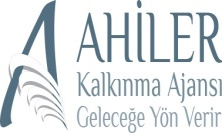 AHİLER
Kalkınma Ajansı
Geleceğe Yön Verir